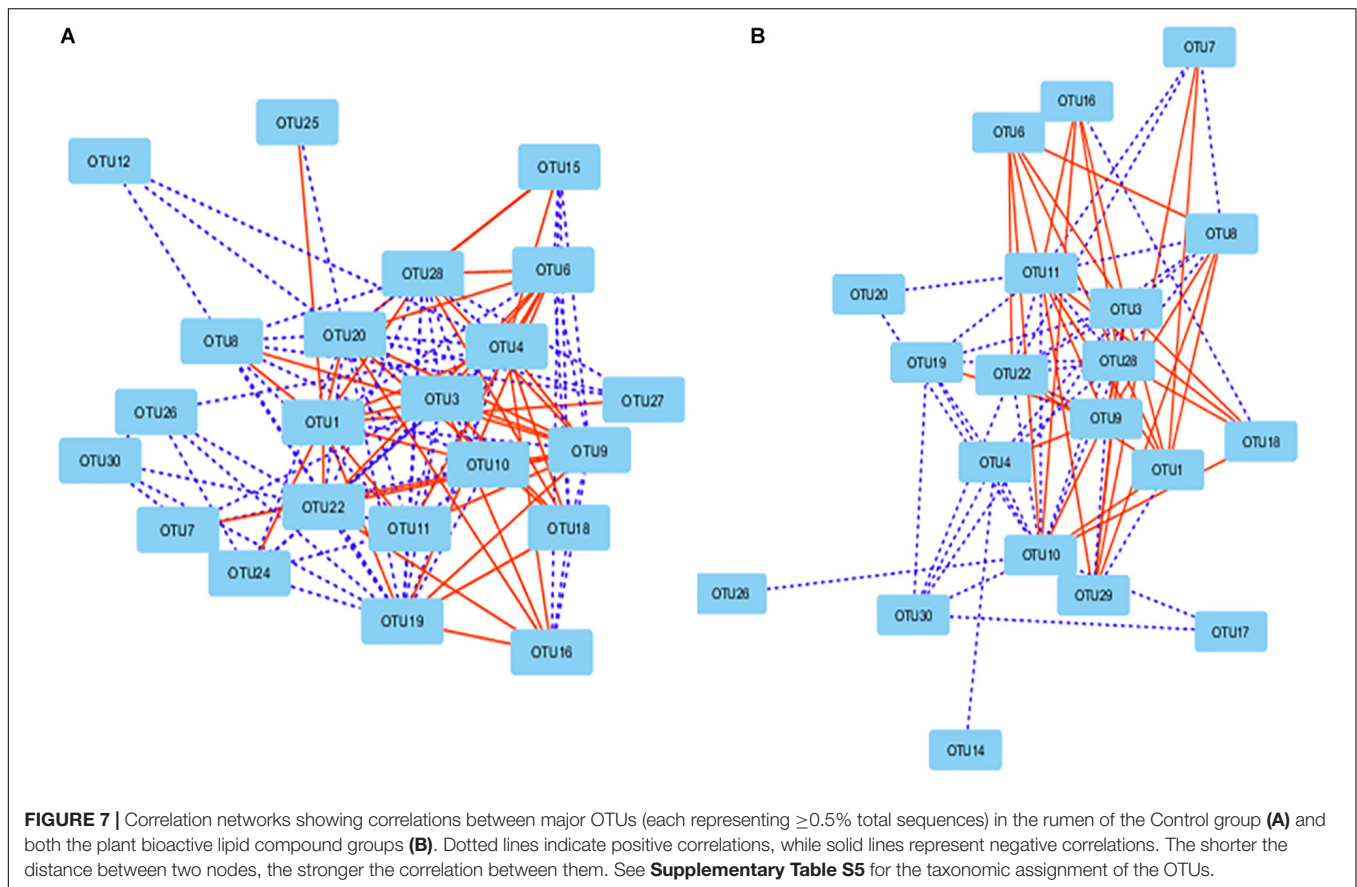 A
B
OTU7
OTU16
OTU6
OTU25
OTU12
OTU15
OTU8
OTU28
OTU6
OTU11
OTU20
OTU3
OTU8
OTU20
OTU4
OTU19
OTU22
OTU28
OTU26
OTU1
OTU3
OTU27
OTU9
OTU18
OTU30
OTU10
OTU9
OTU4
OTU1
OTU7
OTU22
OTU11
OTU18
OTU24
OTU10
OTU19
OTU16
OTU26
OTU29
OTU30
OTU17
OTU14
FIGURE 7 | Correlation networks showing correlations between major OTUs (each representing ≥0.5% total sequences) in the rumen of the Control group (A) and
both the plant bioactive lipid compound groups (B). Dotted lines indicate positive correlations, while solid lines represent negative correlations. The shorter the
distance between two nodes, the stronger the correlation between them. See Supplementary Table S5 for the taxonomic assignment of the OTUs.